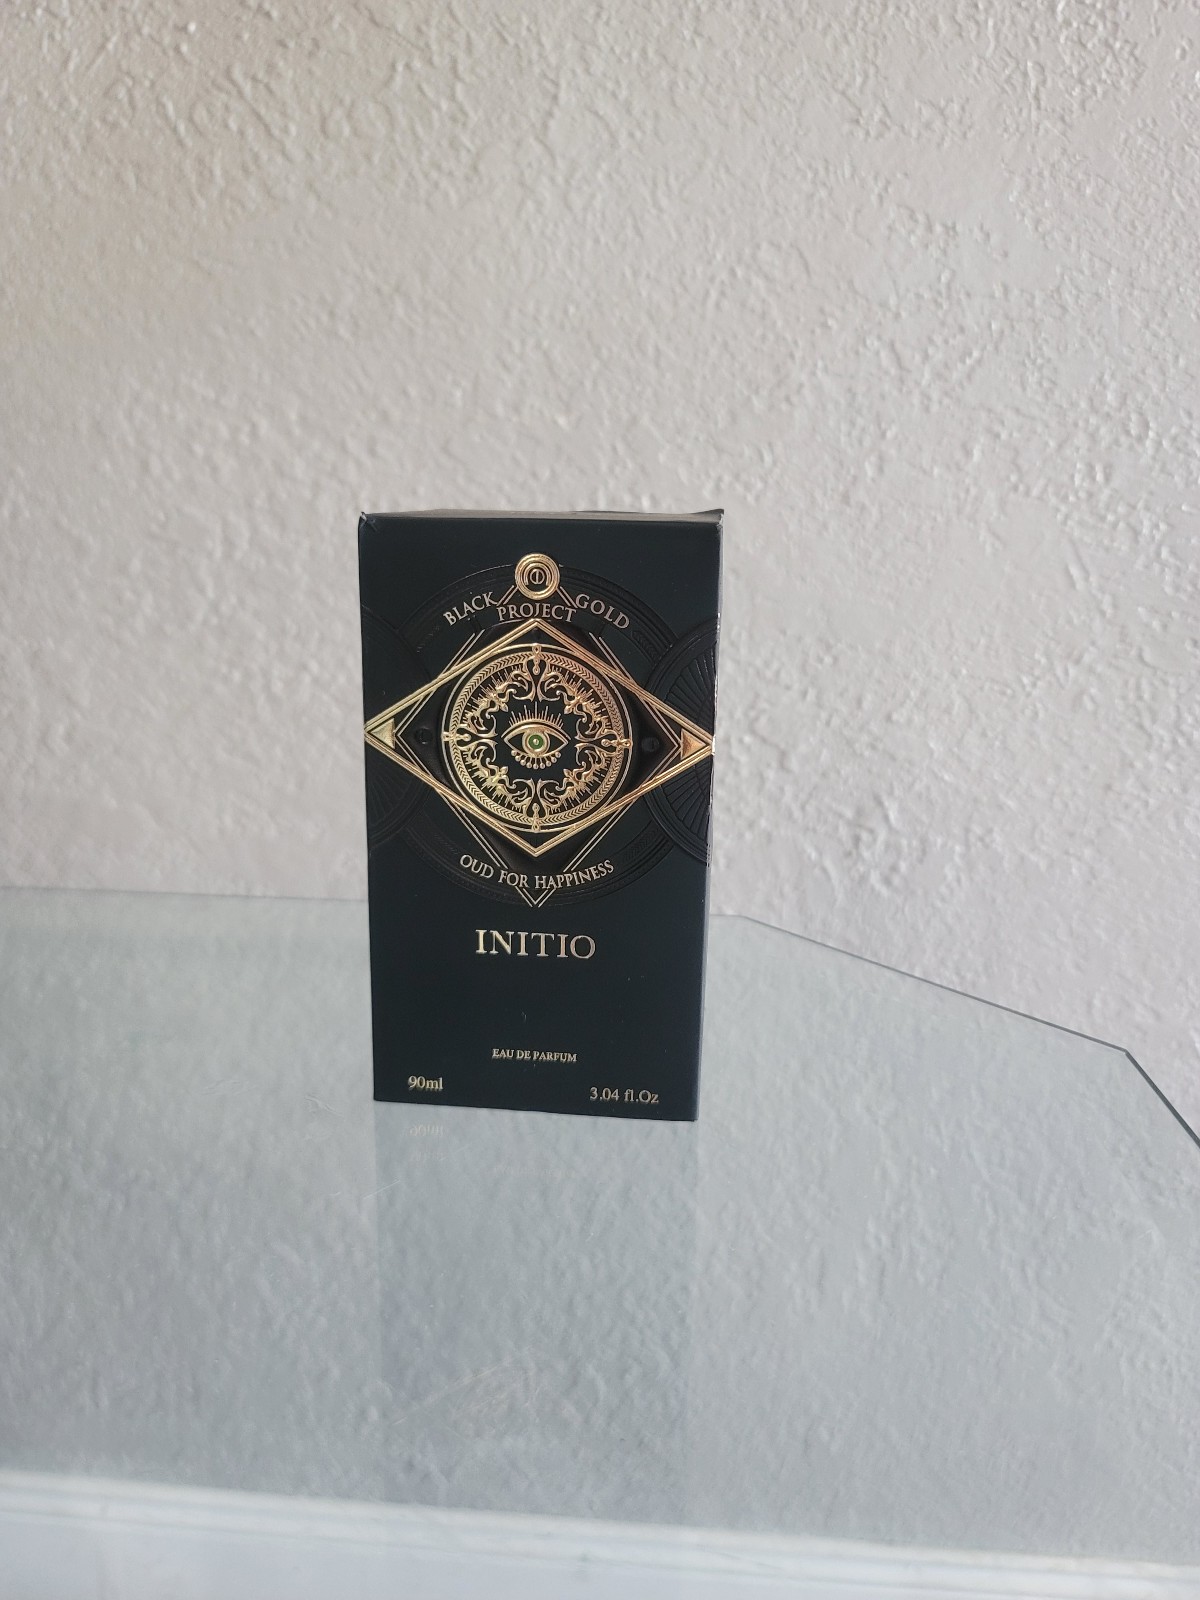 BLACK PROJECT GOLD
OUD FOR HAPPINESS
INITIO
EAU DE PARFUM
90ml
3.04 fl.Oz